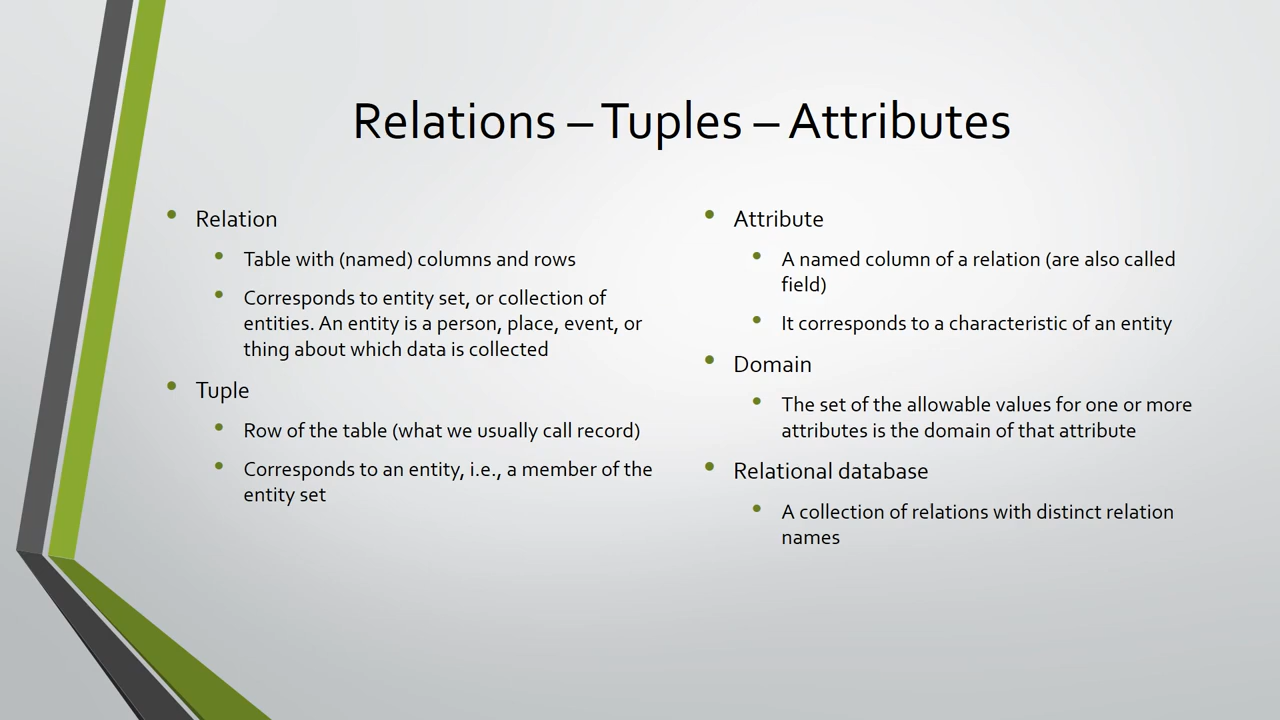 Relations – Tuples – Attributes
• Relation
• Table with (named) columns and rows
• Corresponds to entity set, or collection of
entities. An entity is a person, place, event, or
thing about which data is collected
• Tuple
• Row of the table (what we usually call record)
• Corresponds to an entity, i.e., a member of the
entity set
• Attribute
• A named column of a relation (are also called
field)
• It corresponds to a characteristic of an entity
• Domain
• The set of the allowable values for one or more
attributes is the domain of that attribute
• Relational database
• A collection of relations with distinct relation
names